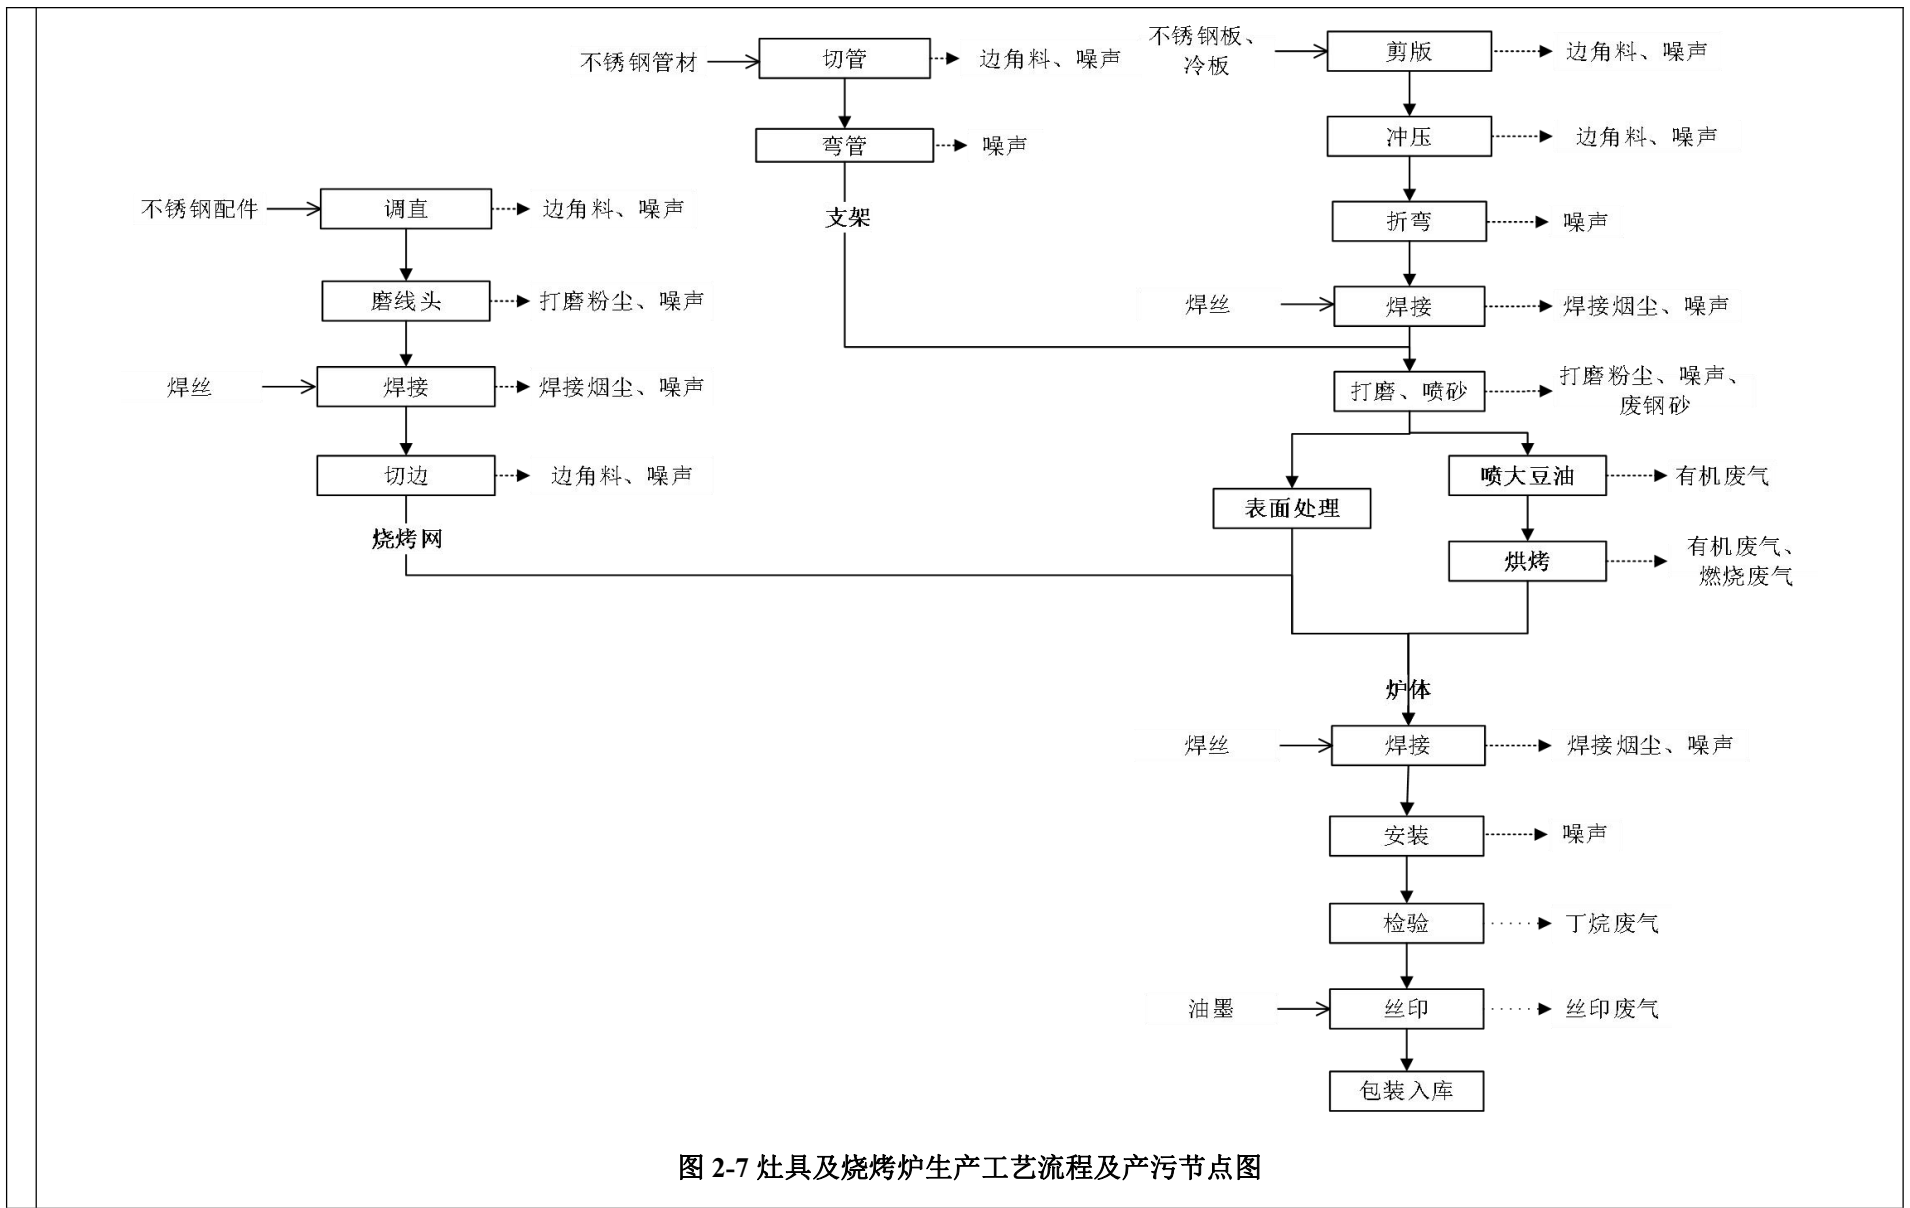 不锈钢管材
切管
边角料、噪声
弯管
噪声
支架
不锈钢板、
冷板
剪版
边角料、噪声
冲压
边角料、噪声
折弯
噪声
焊丝
焊接
焊接烟尘、噪声
打磨、喷砂
打磨粉尘、噪声、
废钢砂
不锈钢配件
调直
边角料、噪声
磨线头
打磨粉尘、噪声
焊丝
焊接
焊接烟尘、噪声
切边
边角料、噪声
烧烤网
表面处理
喷大豆油
有机废气
烘烤
有机废气、
燃烧废气
炉体
焊丝
焊接
焊接烟尘、噪声
安装
噪声
检验
丁烷废气
油墨
丝印
丝印废气
包装入库
图 2-7 灶具及烧烤炉生产工艺流程及产污节点图